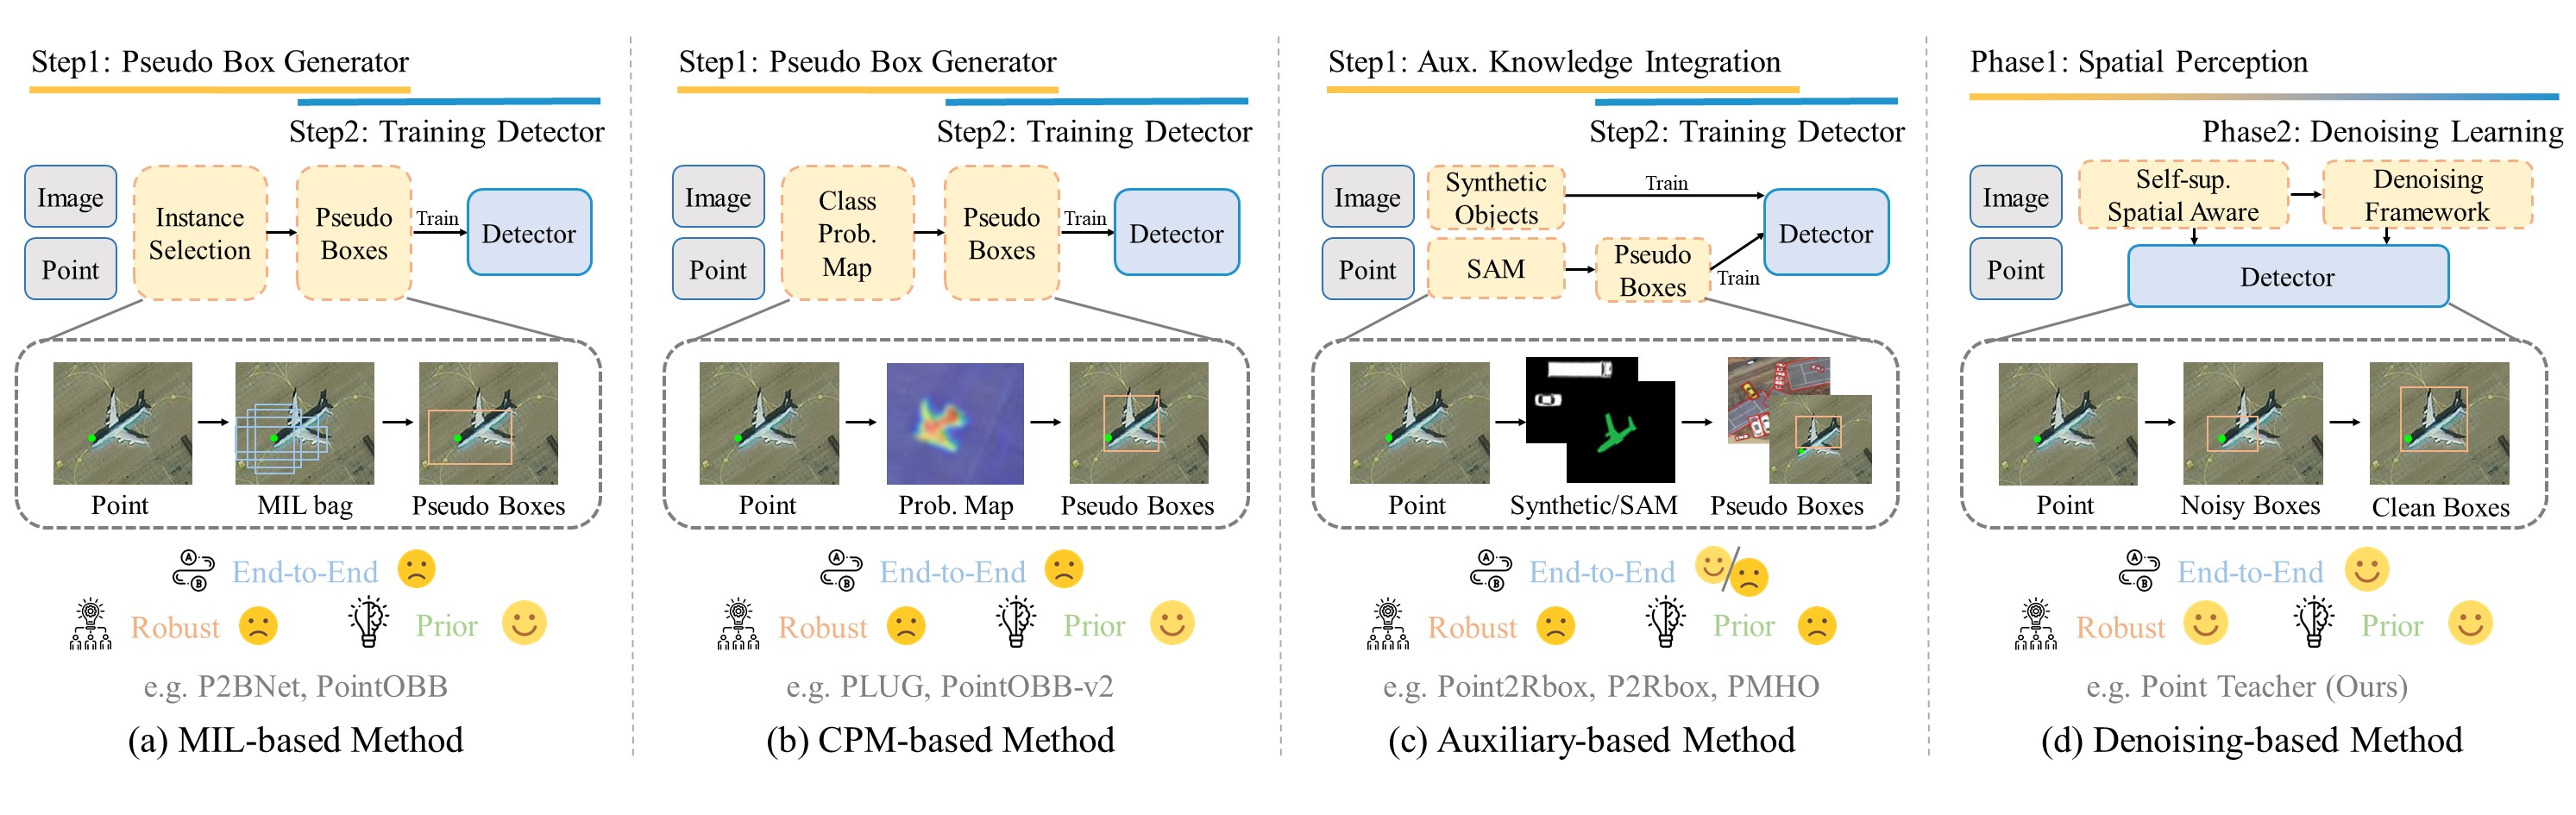 Step1: Pseudo Box Generator
Step2: Training Detector
Image
Point
Instance
Selection
Pseudo
Boxes
Train
Detector
Point
MIL bag
Pseudo Boxes
A
B
End-to-End
Robust
Prior
e.g. P2BNet, PointOBB
(a) MIL-based Method
Step1: Pseudo Box Generator
Step2: Training Detector
Image
Point
Class
Prob.
Map
Pseudo
Boxes
Train
Detector
Point
Prob. Map
Pseudo Boxes
A
B
End-to-End
Robust
Prior
e.g. PLUG, PointOBB-v2
(b) CPM-based Method
Step1: Aux. Knowledge Integration
Step2: Training Detector
Image
Point
Synthetic
Objects
Train
SAM
Pseudo
Boxes
Train
Detector
Point
Synthetic/SAM
Pseudo Boxes
A
B
End-to-End
Robust
Prior
e.g. Point2Rbox, P2Rbox, PMHO
(c) Auxiliary-based Method
Phase1: Spatial Perception
Phase2: Denoising Learning
Image
Point
Self-sup.
Spatial Aware
Denoising
Framework
Detector
Point
Noisy Boxes
Clean Boxes
A
B
End-to-End
Robust
Prior
e.g. Point Teacher (Ours)
(d) Denoising-based Method